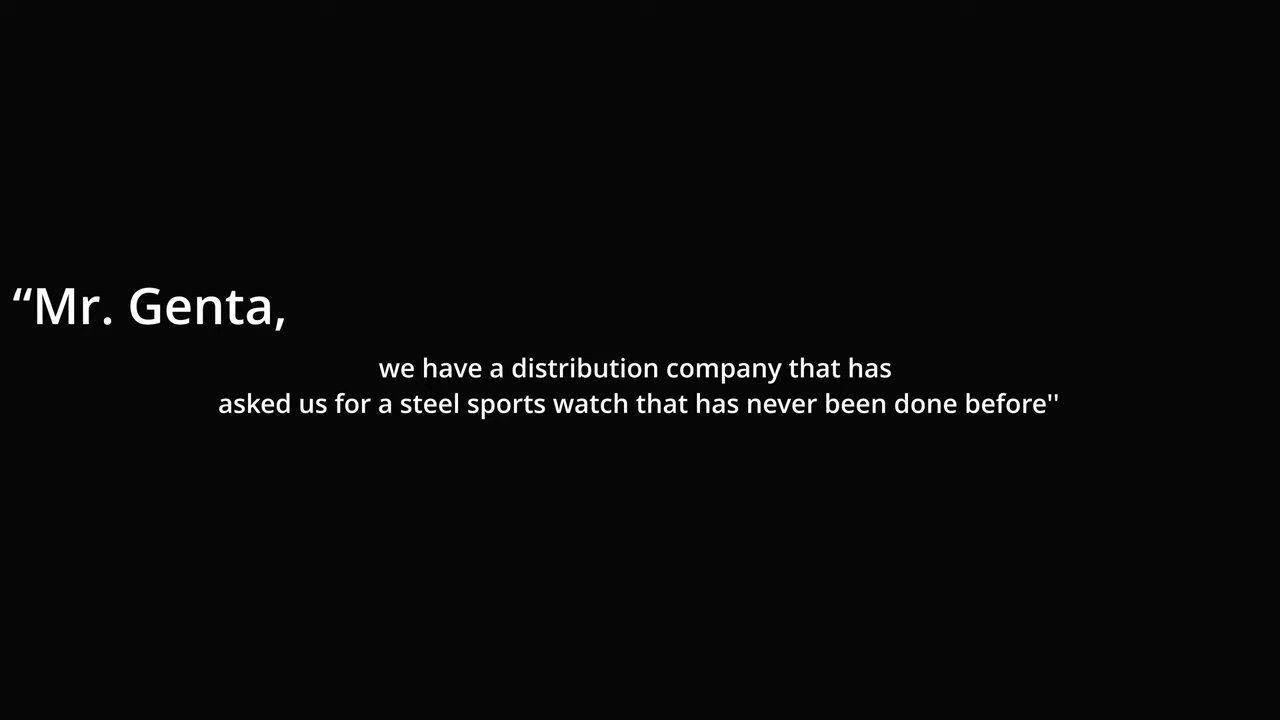 “Mr. Genta,
we have a distribution company that has
asked us for a steel sports watch that has never been done before''